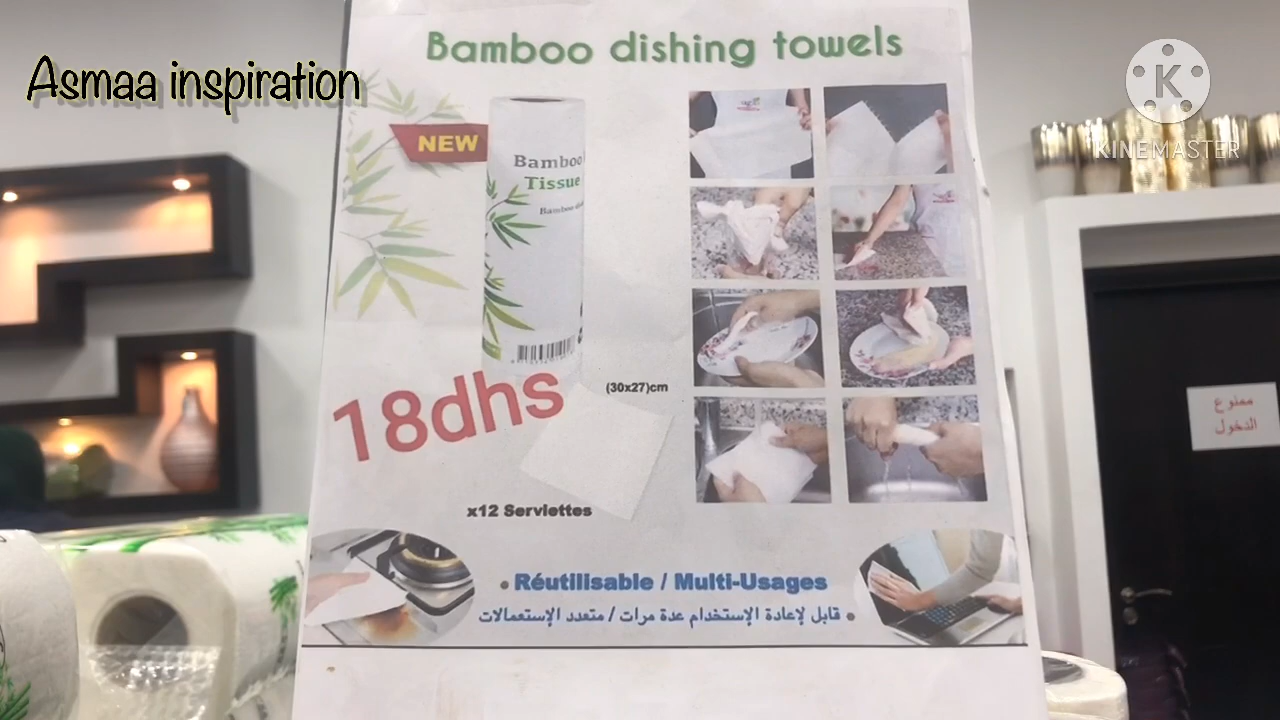 Asmaa inspiration
K
KINEMASTER
Bamboo dishing towels
NEW
Bamboo
Tissue
18dhs
(30x27)cm
x12 Serviettes
• Réutilisable / Multi-Usages
• قابل لإعادة الإستخدام عدة مرات / متعدد الإستعمالات
ممنوع
الدخول